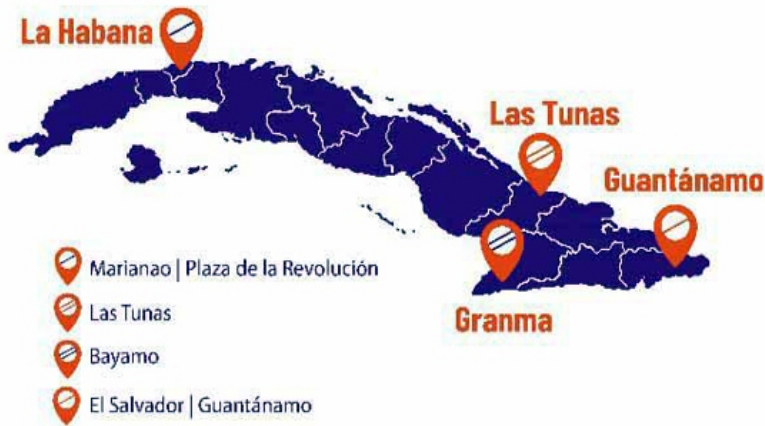 La Habana
Las Tunas
Guantánamo
Granma
Marianao | Plaza de la Revolución
Las Tunas
Bayamo
El Salvador | Guantánamo